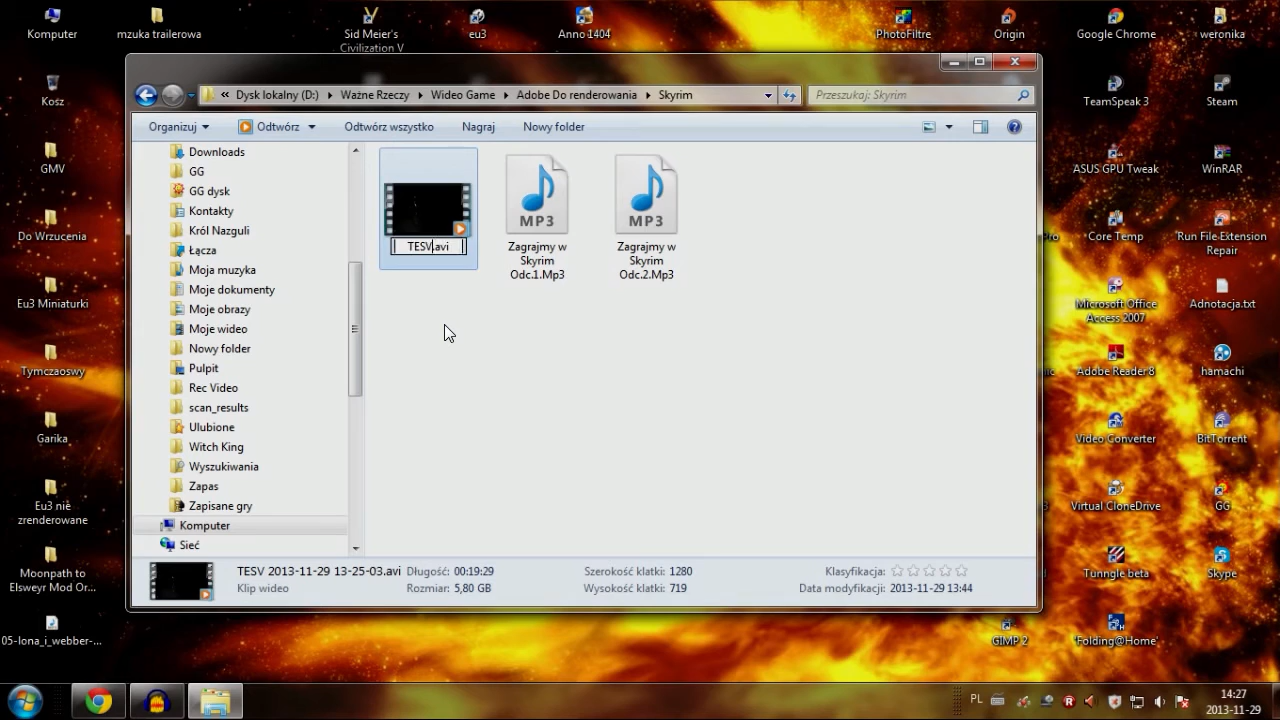 Komputer
mzuka trailerowa
Sid Meier's
Civilization V
eu3
Anno 1404
PhotoFiltre
Origin
Google Chrome
weronika
Kosz
GMV
Do Wrzucenia
Eu3 Miniaturki
Tymczaoswy
Garika
Eu3 nie
zrenderowane
Moonpath to
Elsweyr Mod Or...
05-Iona_i_webber-...
« Dysk lokalny (D:) Ważne Rzeczy Wideo Game Adobe Do renderowania Skyrim
Przeszukaj: Skyrim
Organizuj Odtwórz Odtwórz wszystko Nagraj Nowy folder
Downloads
GG
GG dysk
Kontakty
Król Nazguli
Łącza
Moja muzyka
Moje dokumenty
Moje obrazy
Moje wideo
Nowy folder
Pulpit
Rec Video
scan_results
Ulubione
Witch King
Wyszukiwania
Zapas
Zapisane gry
Komputer
Sieć
TESV.avi
MP3
Zagrajmy w
Skyrim
Odc.1.Mp3
MP3
Zagrajmy w
Skyrim
Odc.2.Mp3
TESV 2013-11-29 13-25-03.avi Długość: 00:19:29 Szerokość klatki: 1280 Klasyfikacja:
Klip wideo Rozmiar: 5,80 GB Wysokość klatki: 719 Data modyfikacji: 2013-11-29 13:44
TeamSpeak 3
Steam
ASUS GPU Tweak
WinRAR
Pro
Core Temp
Run File-Extension
Repair
Microsoft Office
Access 2007
Adnotacja.txt
Adobe Reader 8
hamachi
Video Converter
BitTorrent
Virtual CloneDrive
GG
Tunngle beta
Skype
GIMP 2
'Folding@Home'
PL
14:27
2013-11-29